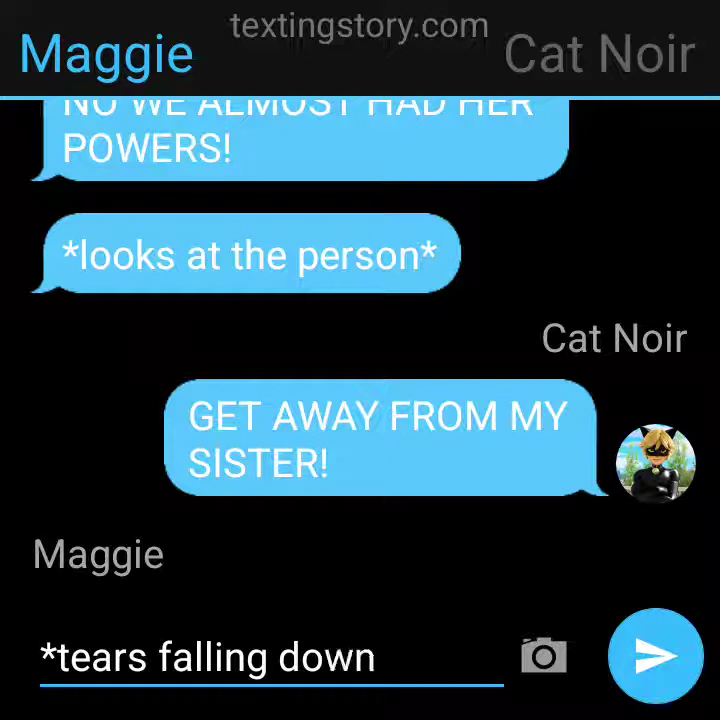 textingstory.com
Maggie
Cat Noir
NO WE ALMOST HAD HER
POWERS!
*looks at the person*
Cat Noir
GET AWAY FROM MY
SISTER!
Maggie
*tears falling down